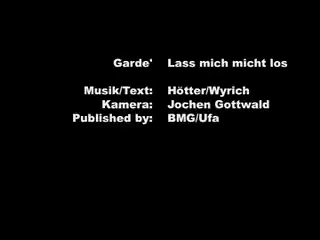 Garde' Lass mich micht los
Musik/Text: Hötter/Wyrich
Kamera: Jochen Gottwald
Published by: BMG/Ufa